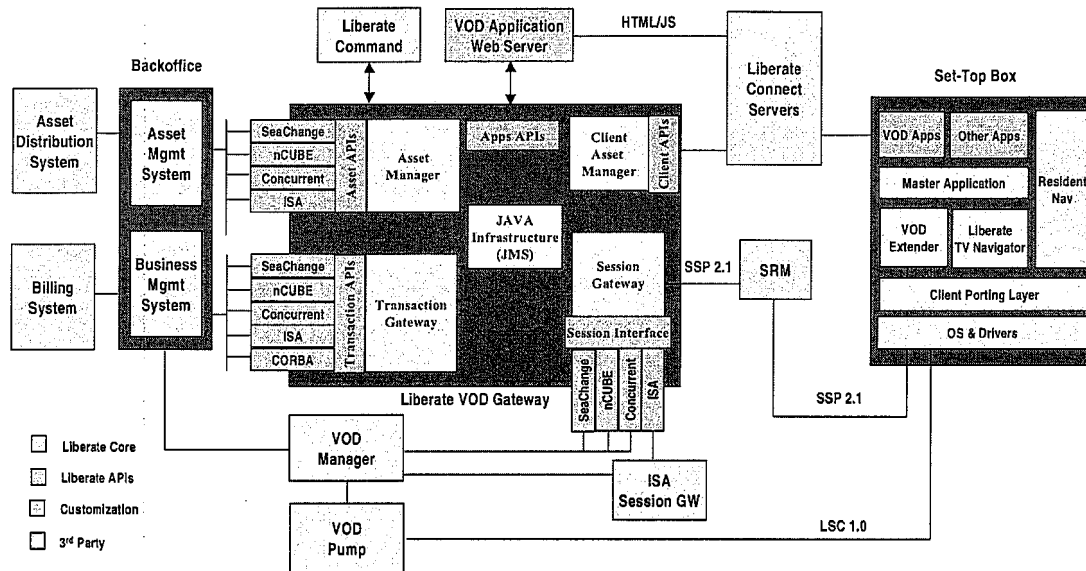 Liberate
Command
VOD Application
Web Server
HTML/JS
Liberate
Connect
Servers
Backoffice
Set-Top Box
Asset
Distribution
System
Asset
Mgmt
System
SeaChange
nCUBE
Concurrent
ISA
Asset APIs
Asset
Manager
Apps APIs
Client
Asset
Manager
Client APIs
VOD Apps
Other Apps
Resident
Nav
Master Application
VOD
Extender
Liberate
TV Navigator
Client Porting Layer
OS & Drivers
JAVA
Infrastructure
(JMS)
Billing
System
Business
Mgmt
System
SeaChange
nCUBE
Concurrent
ISA
CORBA
Transaction APIs
Transaction
Gateway
Session
Gateway
SSP 2.1
SRM
Session Interface
SeaChange
nCUBE
Concurrent
ISA
Liberate VOD Gateway
SSP 2.1
VOD
Manager
ISA
Session GW
VOD
Pump
LSC 1.0
Liberate Core
Liberate APIs
Customization
3rd Party